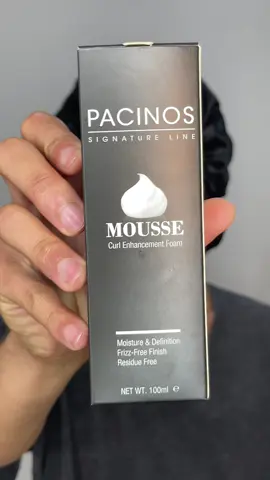 PACINOS
SIGNATURE LINE
MOUSSE
Curl Enhancement Foam
Moisture & Definition
Frizz-Free Finish
Residue Free
NET WT. 100ml ℮